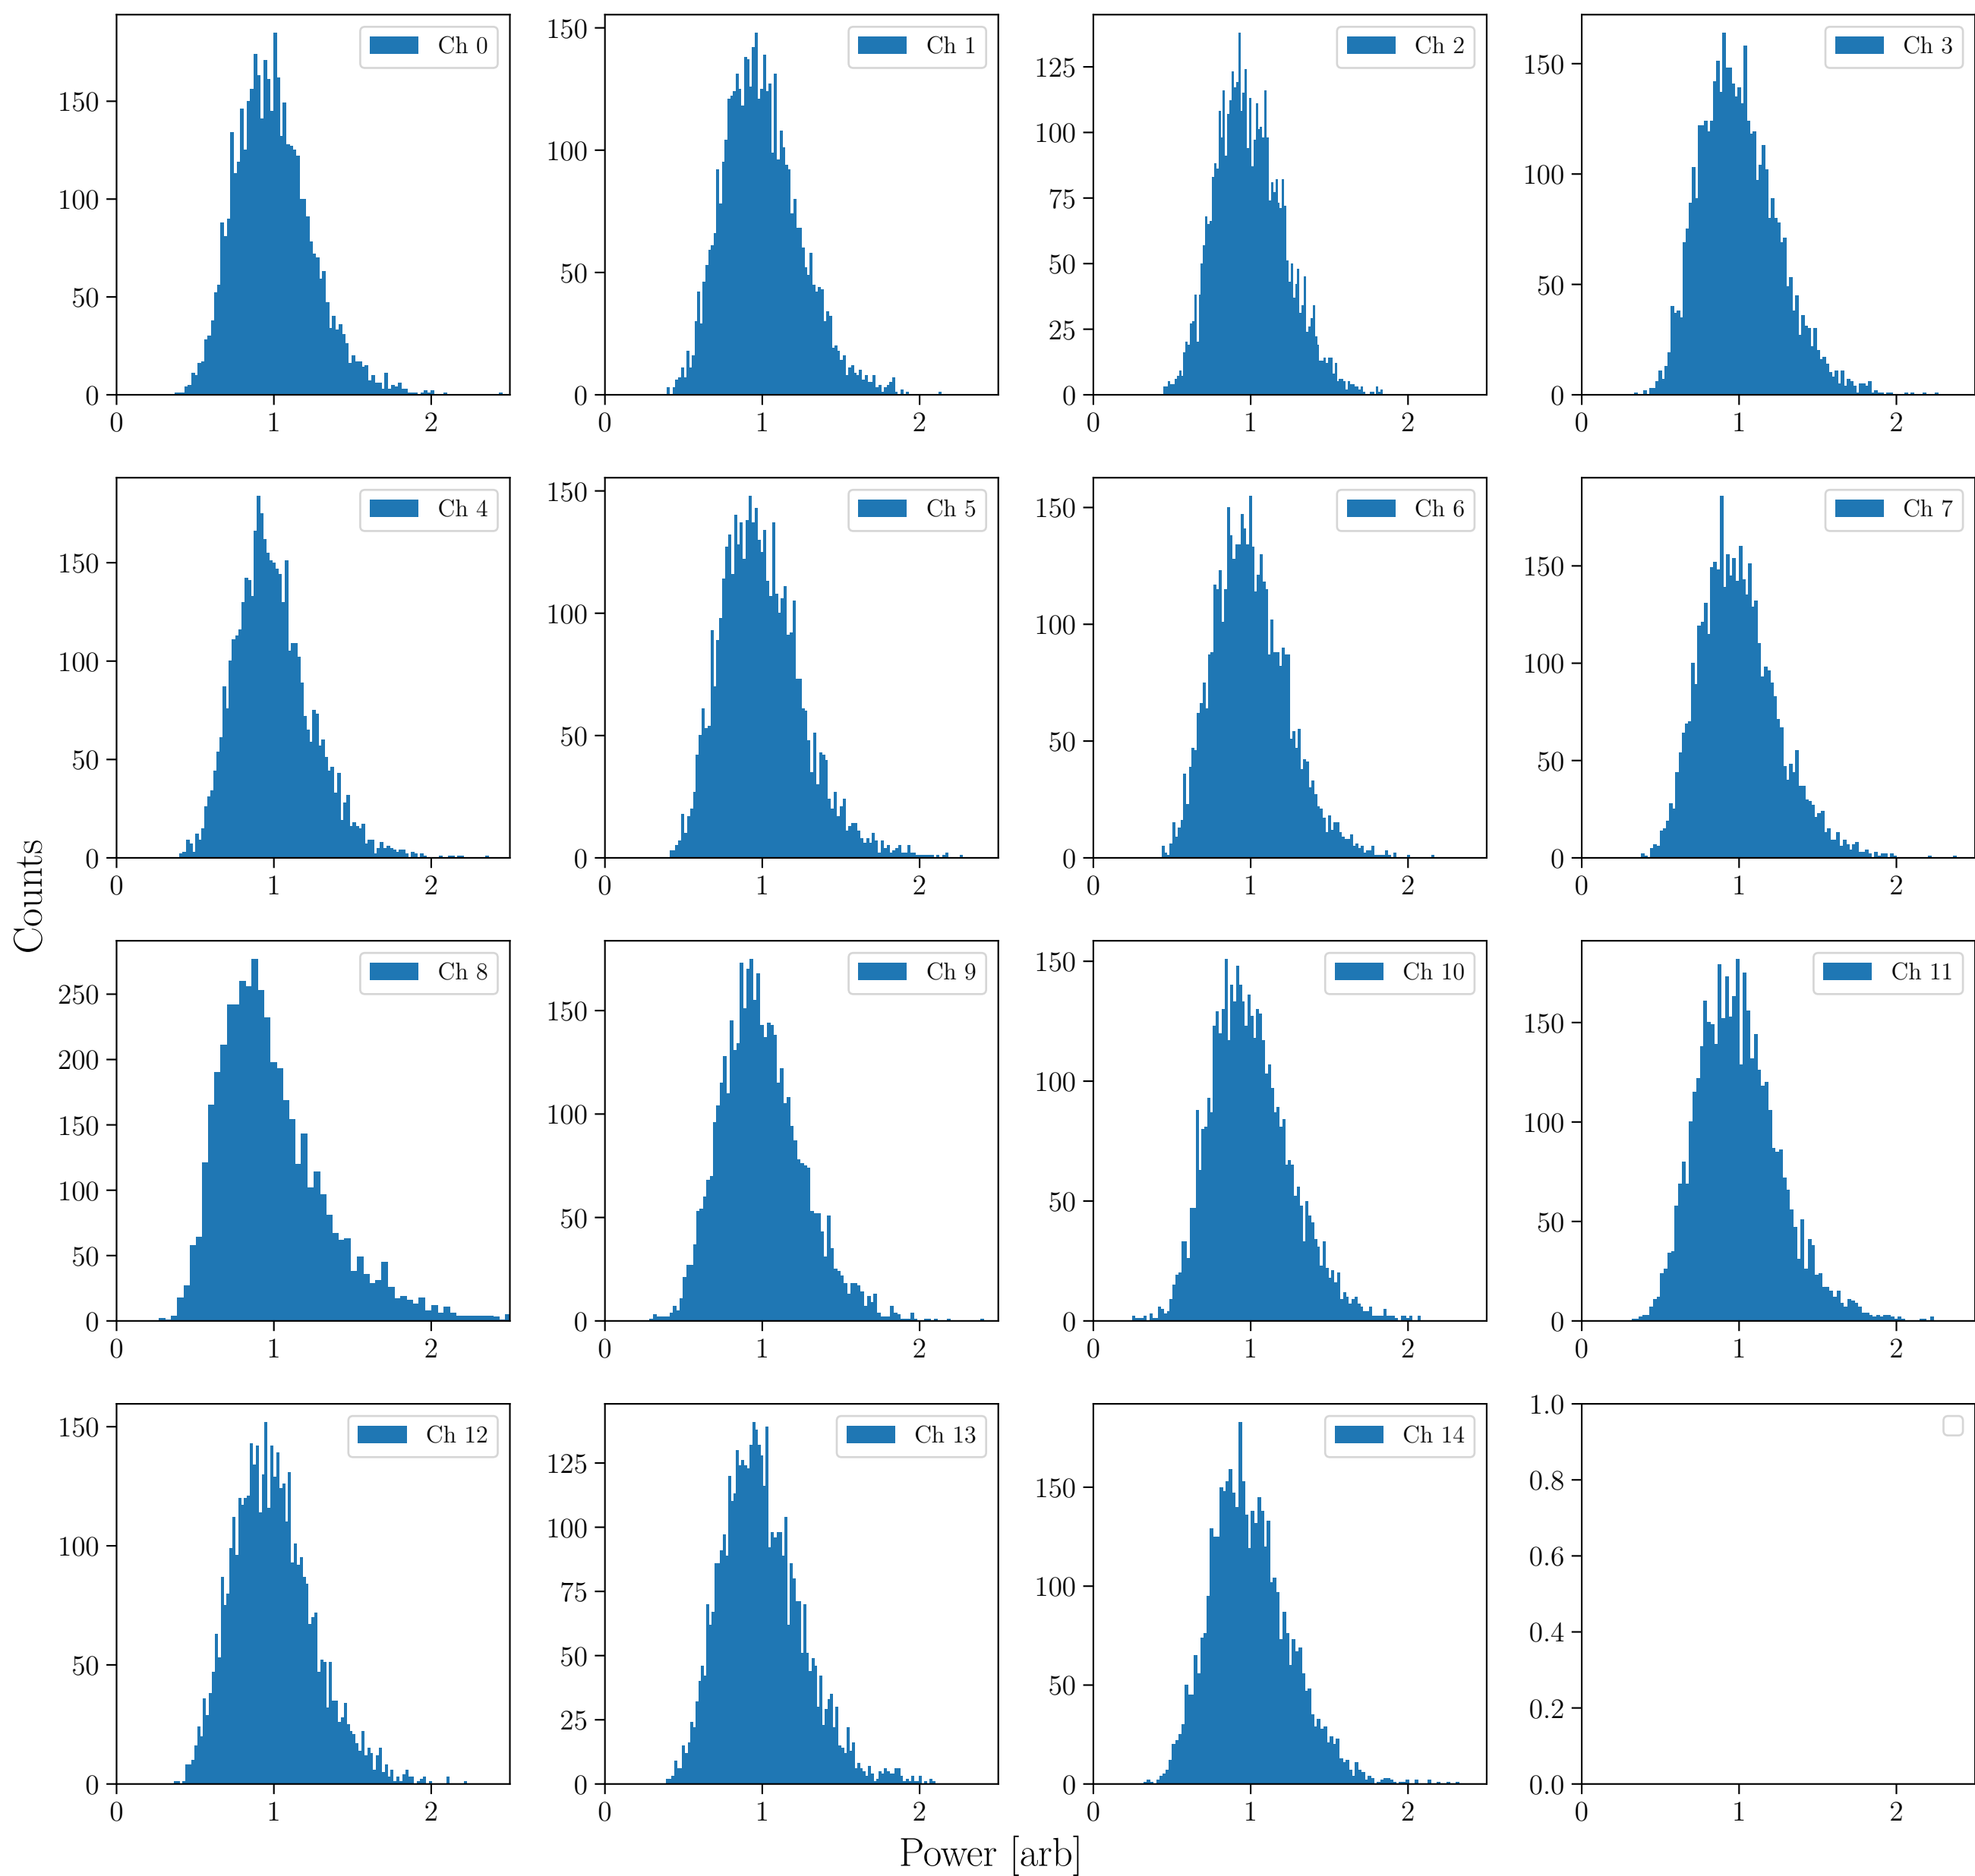 Ch 0
150
100
50
0
0 1 2
Ch 1
150
100
50
0
0 1 2
Ch 2
125
100
75
50
25
0
0 1 2
Ch 3
150
100
50
0
0 1 2
Ch 4
150
100
50
0
0 1 2
Ch 5
150
100
50
0
0 1 2
Ch 6
150
100
50
0
0 1 2
Ch 7
150
100
50
0
0 1 2
Counts
Ch 8
250
200
150
100
50
0
0 1 2
Ch 9
150
100
50
0
0 1 2
Ch 10
150
100
50
0
0 1 2
Ch 11
150
100
50
0
0 1 2
Ch 12
150
100
50
0
0 1 2
Ch 13
125
100
75
50
25
0
0 1 2
Ch 14
150
100
50
0
0 1 2
1.0
0.8
0.6
0.4
0.2
0.0
0 1 2
Power [arb]